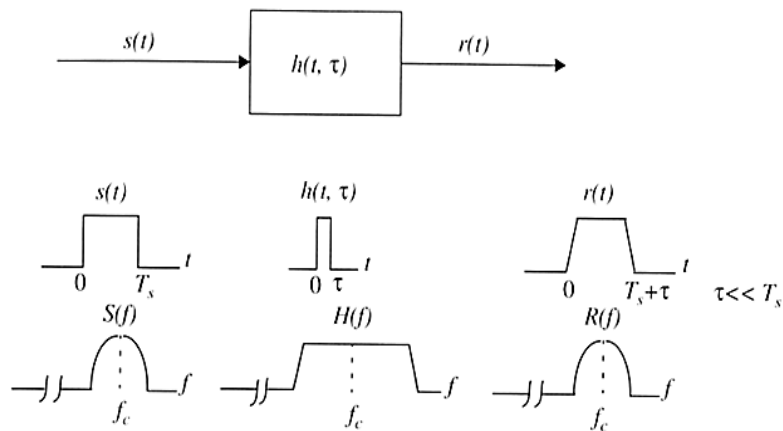 s(t) h(t, τ) r(t)
s(t) h(t, τ) r(t)
t t t
0 T_s 0 τ 0 T_s+τ τ<< T_s
S(f) H(f) R(f)
f f f
f_c f_c f_c